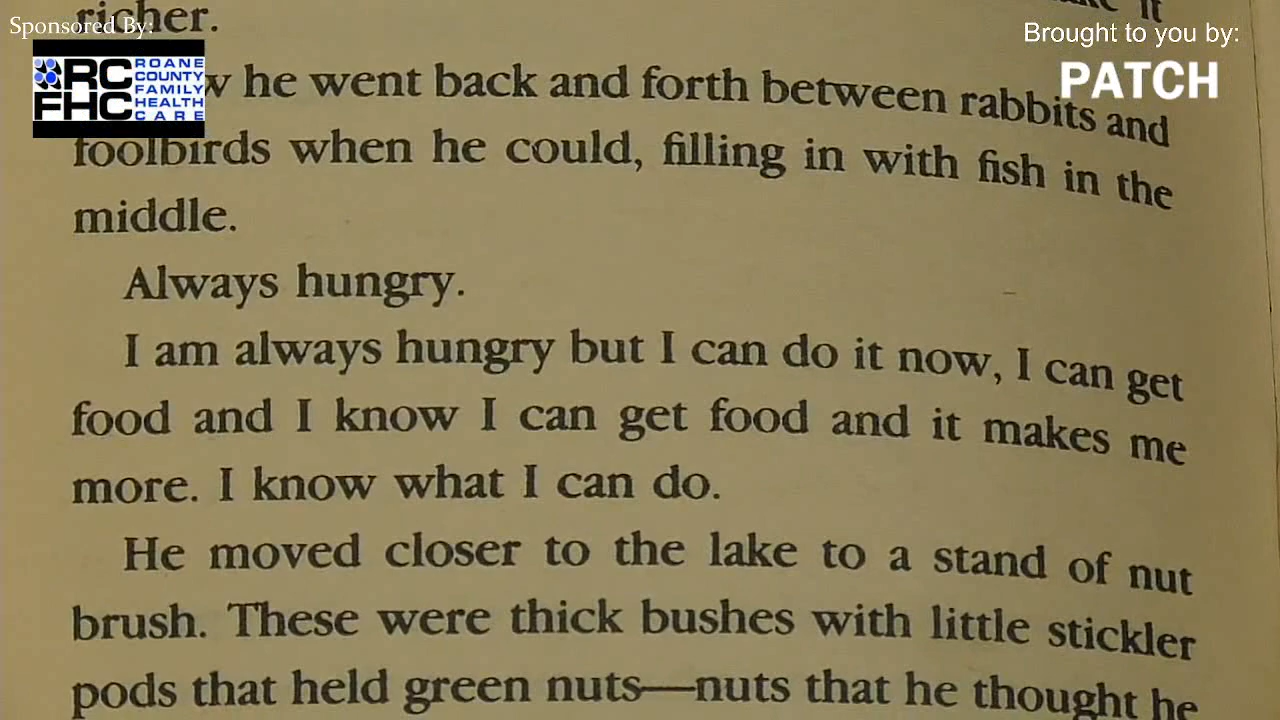 Sponsored By:
RCFHC
ROANE
COUNTY
FAMILY
HEALTH
CARE
Brought to you by:
PATCH
it
richer.
he went back and forth between rabbits and
foolbirds when he could, filling in with fish in the
middle.
Always hungry.
I am always hungry but I can do it now, I can get
food and I know I can get food and it makes me
more. I know what I can do.
He moved closer to the lake to a stand of nut
brush. These were thick bushes with little stickler
pods that held green nuts—nuts that he thought he